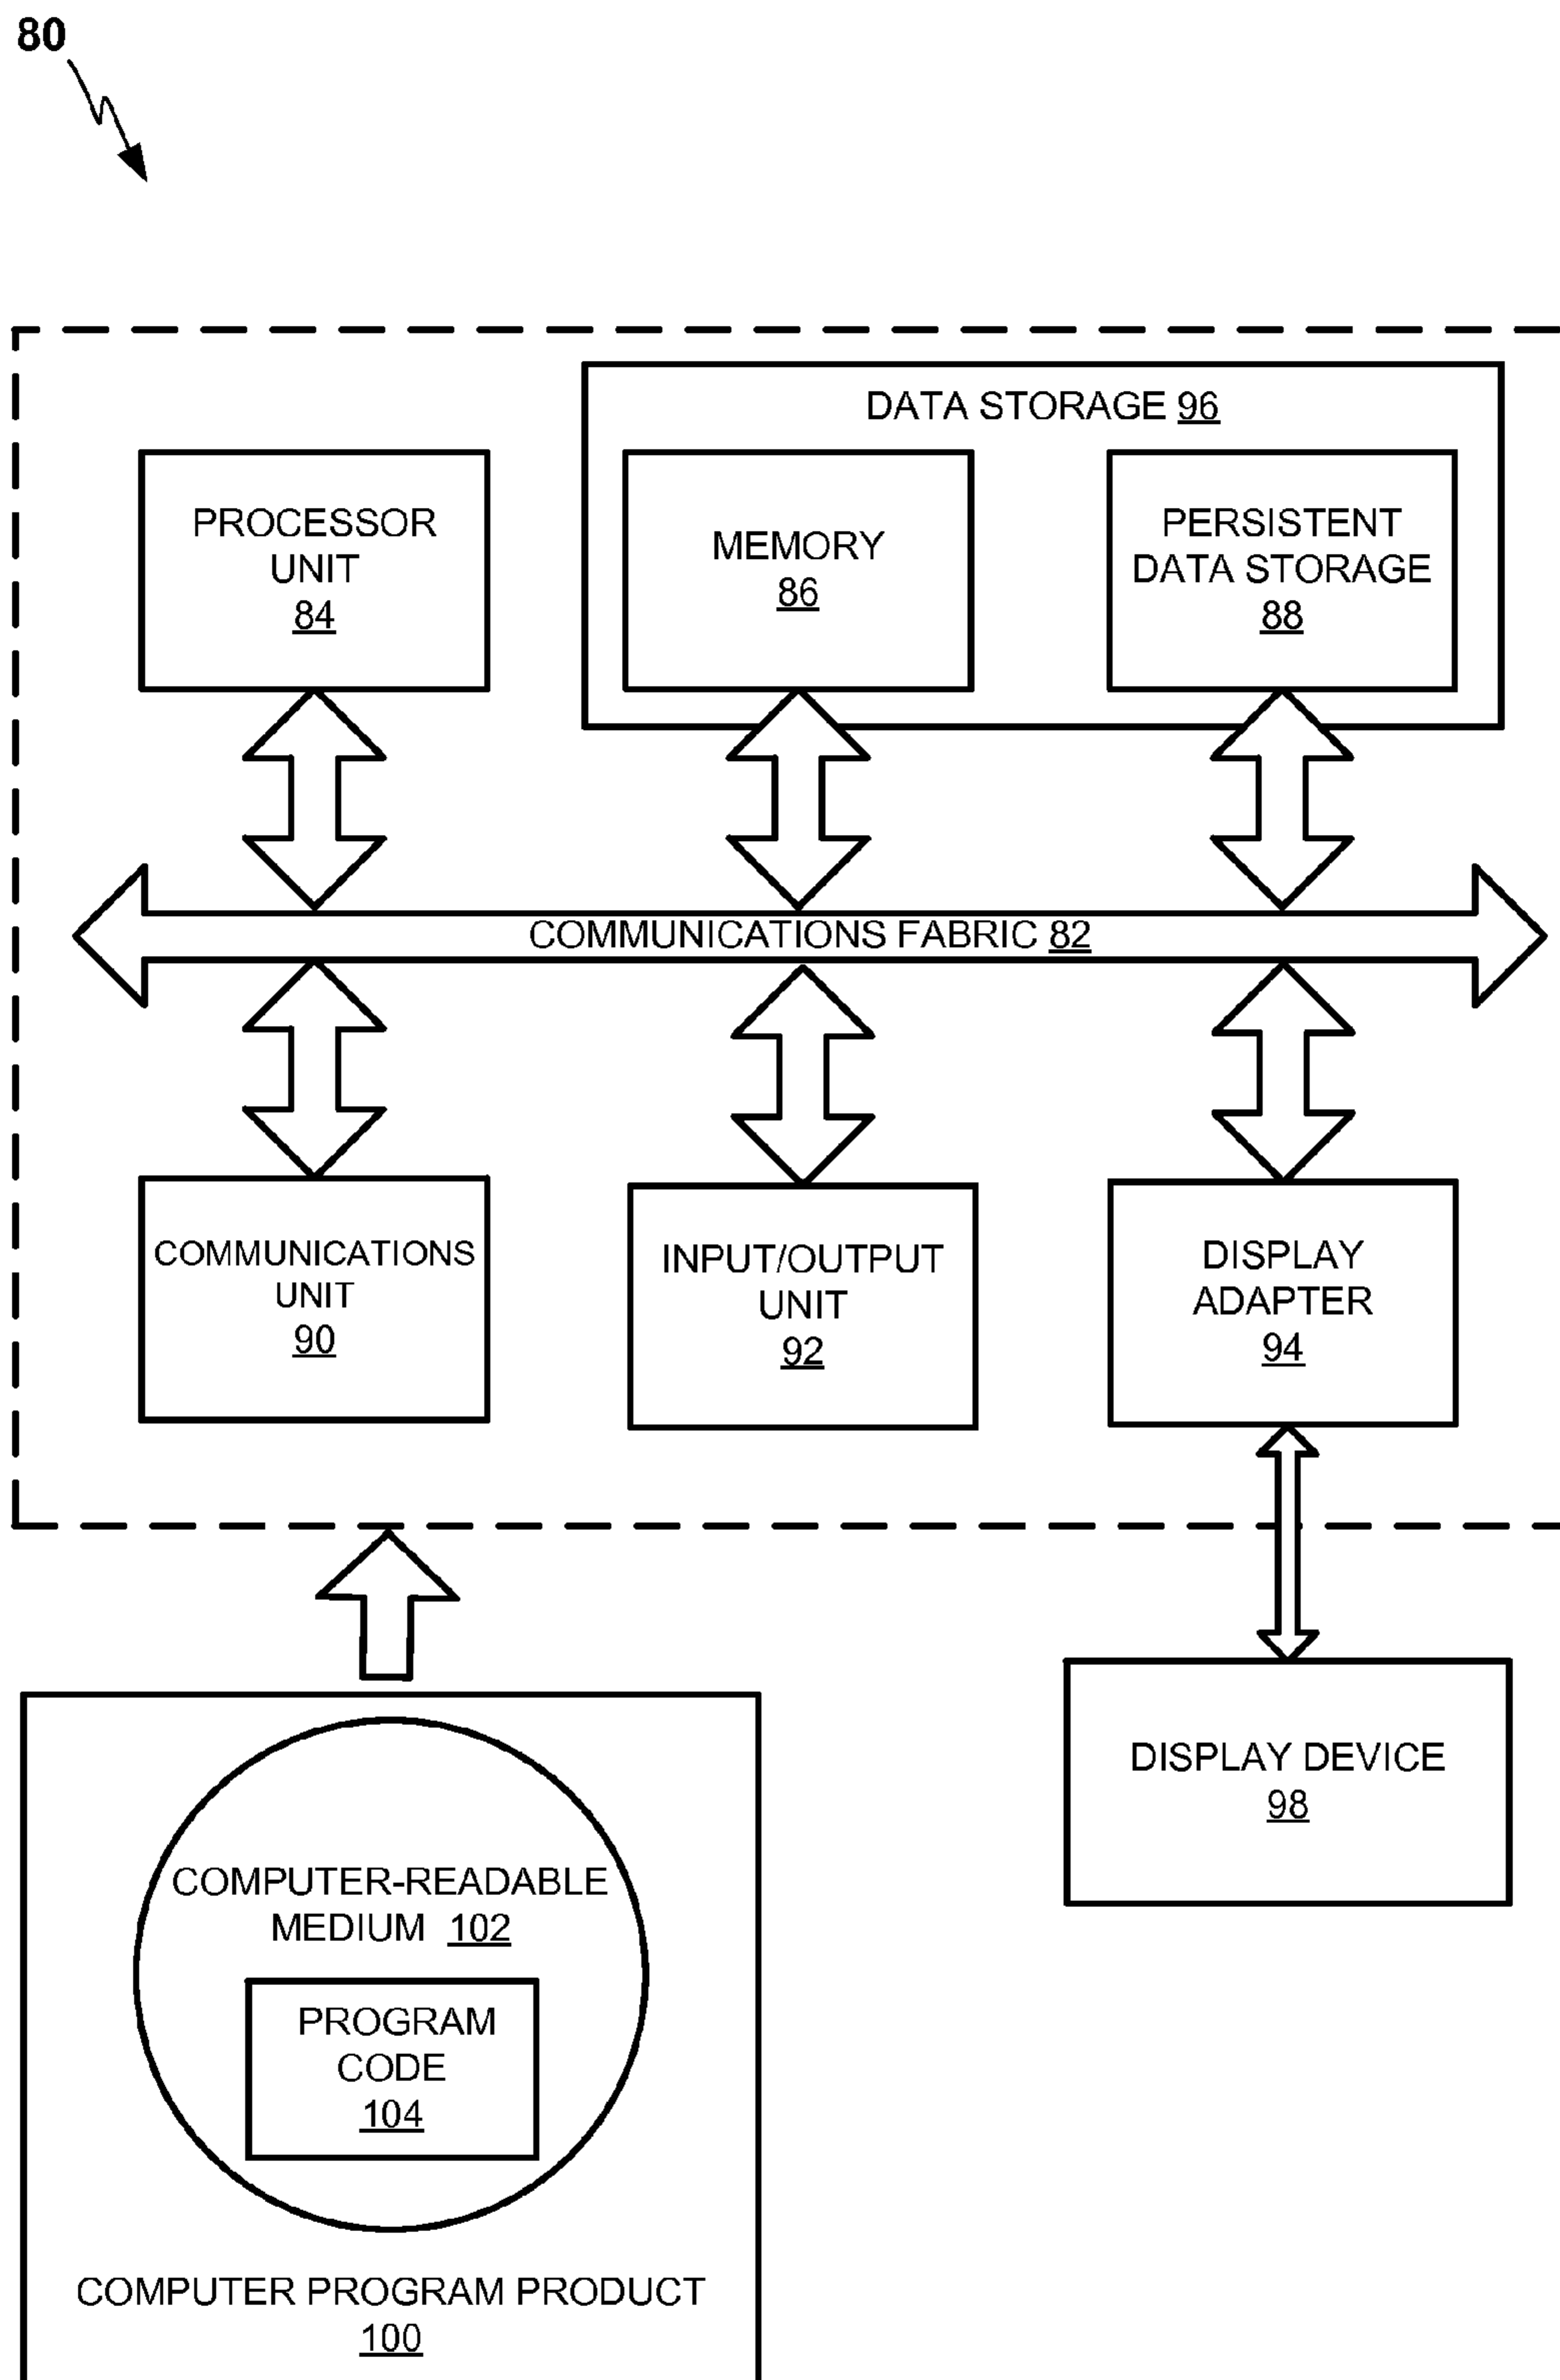 80
DATA STORAGE 96
PROCESSOR
UNIT
84
MEMORY
86
PERSISTENT
DATA STORAGE
88
COMMUNICATIONS FABRIC 82
COMMUNICATIONS
UNIT
90
INPUT/OUTPUT
UNIT
92
DISPLAY
ADAPTER
94
DISPLAY DEVICE
98
COMPUTER-READABLE
MEDIUM 102
PROGRAM
CODE
104
COMPUTER PROGRAM PRODUCT
100